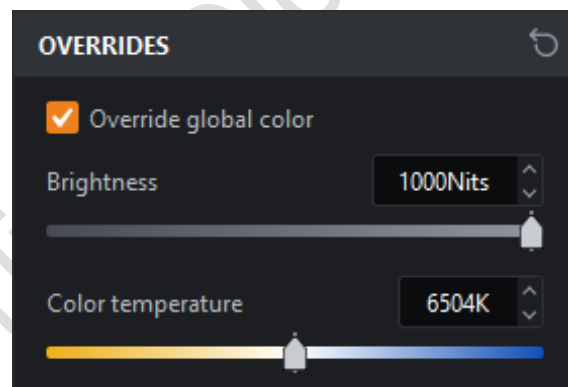 OVERRIDES
Override global color
Brightness 1000Nits
Color temperature 6504K